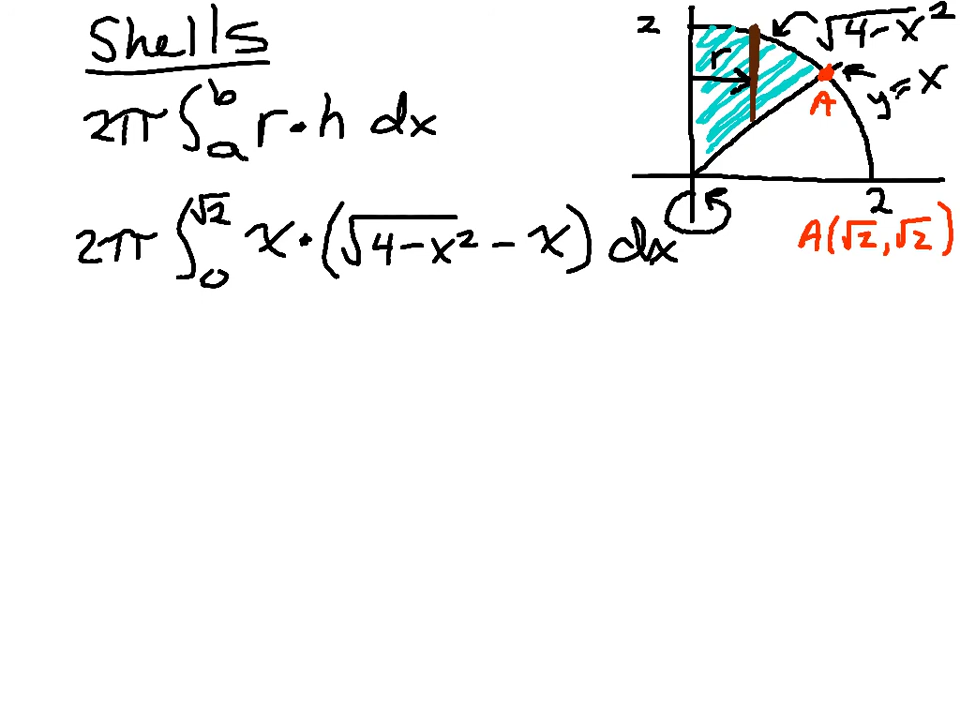 Shells
2π ∫_a^b r · h dx
2π ∫_0^√2 x · (√4-x² - x) dx
2
√4-x²
r
y = x
A
2
A(√2, √2)